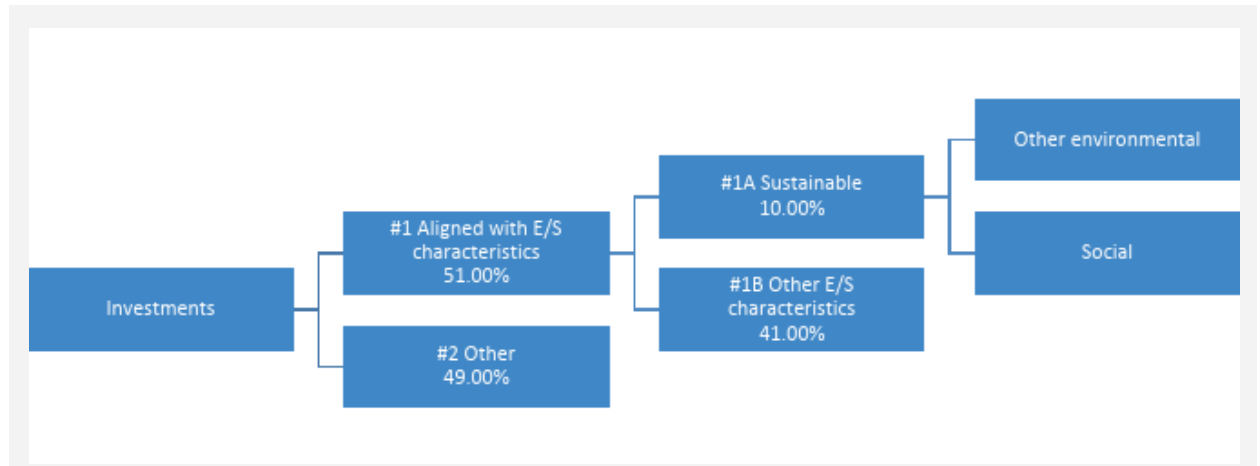 Investments
#1 Aligned with E/S
characteristics
51.00%
#2 Other
49.00%
#1A Sustainable
10.00%
#1B Other E/S
characteristics
41.00%
Other environmental
Social